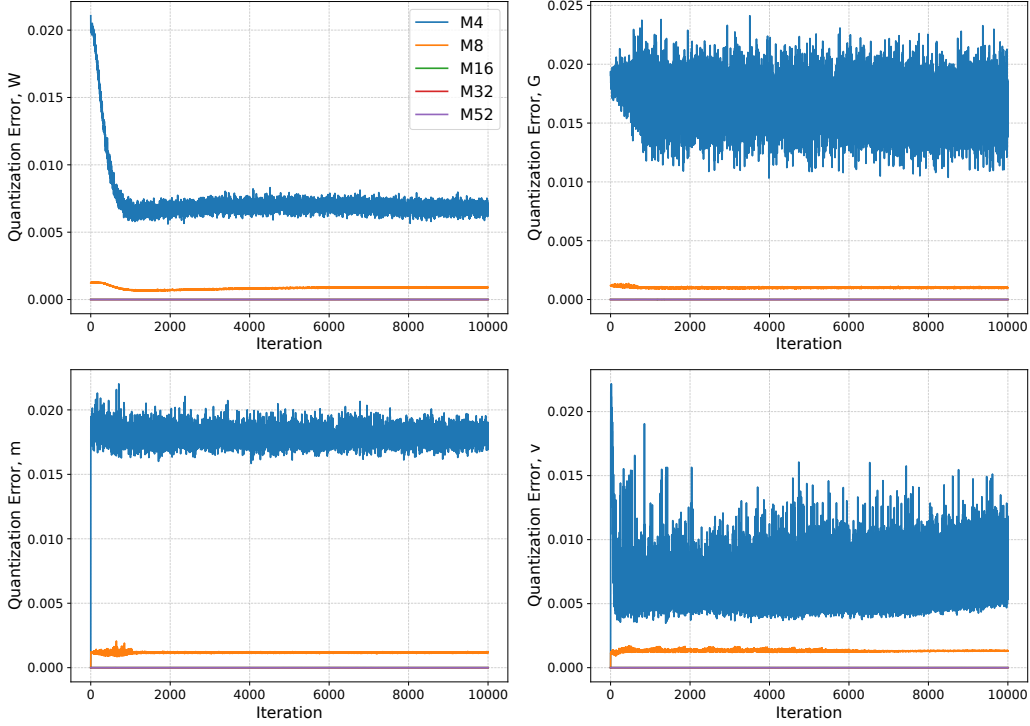 Quantization Error, W
0.020
0.015
0.010
0.005
0.000
M4
M8
M16
M32
M52
0 2000 4000 6000 8000 10000
Iteration
Quantization Error, G
0.025
0.020
0.015
0.010
0.005
0.000
0 2000 4000 6000 8000 10000
Iteration
Quantization Error, m
0.020
0.015
0.010
0.005
0.000
0 2000 4000 6000 8000 10000
Iteration
Quantization Error, v
0.020
0.015
0.010
0.005
0.000
0 2000 4000 6000 8000 10000
Iteration